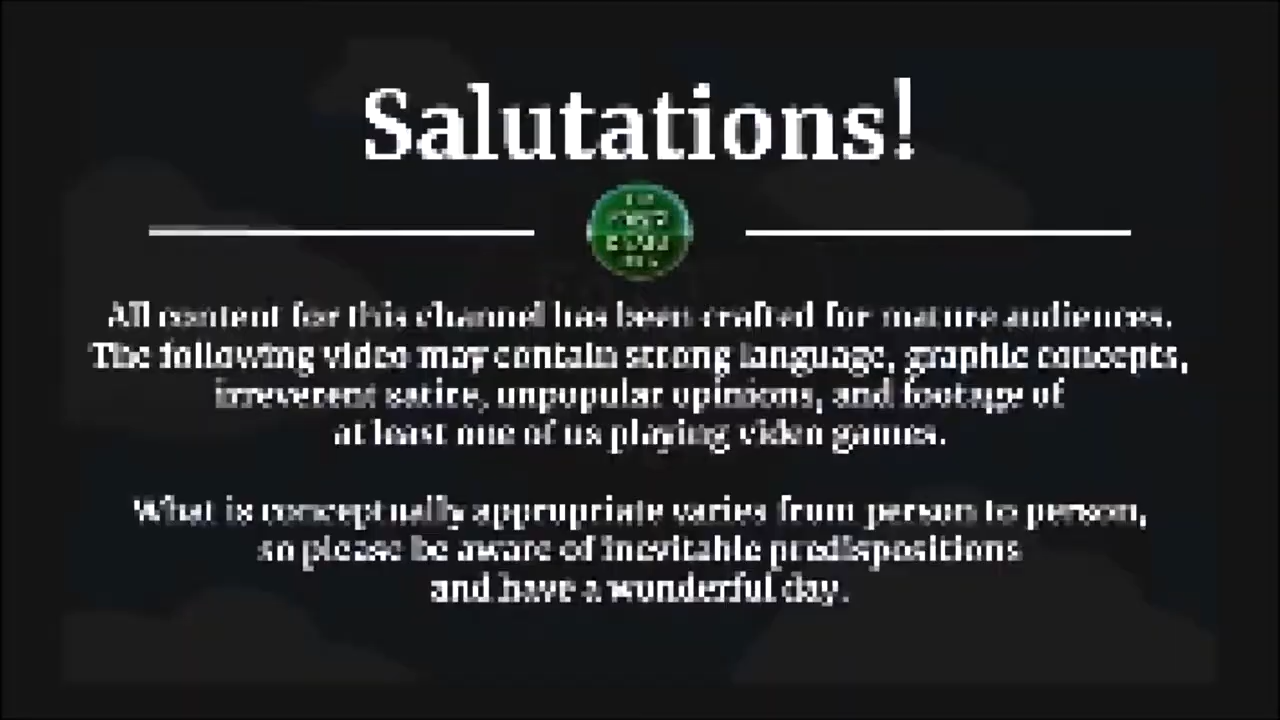 Salutations!
All content for this channel has been crafted for mature audiences.
The following video may contain strong language, graphic concepts,
irreverent satire, unpopular opinions, and footage of
at least one of us playing video games.
What is conceptually appropriate varies from person to person,
so please be aware of inevitable predispositions
and have a wonderful day.